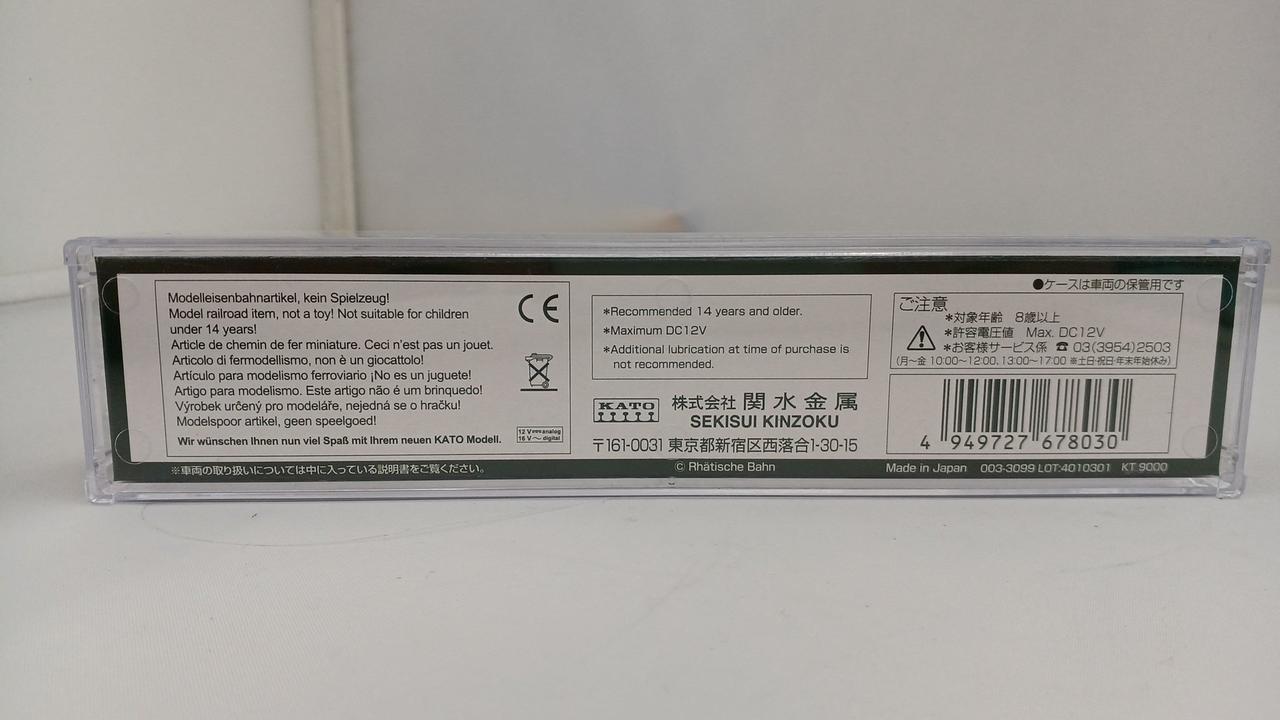 Modelleisenbahnartikel, kein Spielzeug!
Model railroad item, not a toy! Not suitable for children
under 14 years!
Article de chemin de fer miniature. Ceci n'est pas un jouet.
Articolo di fermodellismo, non è un giocattolo!
Artículo para modelismo ferroviario ¡No es un juguete!
Artigo para modelismo. Este artigo não é um brinquedo!
Výrobek určený pro modeláře, nejedná se o hračku!
Modelspoor artikel, geen speelgoed!
Wir wünschen Ihnen nun viel Spaß mit Ihrem neuen KATO Modell.
CE
12 V⎓analog
16 V～ digital
※車両の取り扱いについては中に入っている説明書をご覧ください。
*Recommended 14 years and older.
*Maximum DC12V
*Additional lubrication at time of purchase is
not recommended.
KATO 株式会社 関水金属
SEKISUI KINZOKU
〒161-0031 東京都新宿区西落合1-30-15
© Rhätische Bahn
●ケースは車両の保管用です
ご注意
*対象年齢 8歳以上
*許容電圧値 Max. DC12V
*お客様サービス係 ☎ 03(3954)2503
(月～金 10:00～12:00. 13:00～17:00 ※土日･祝日･年末年始休み)
4 949727 678030
Made in Japan 003-3099 LOT:4010301 KT 9000